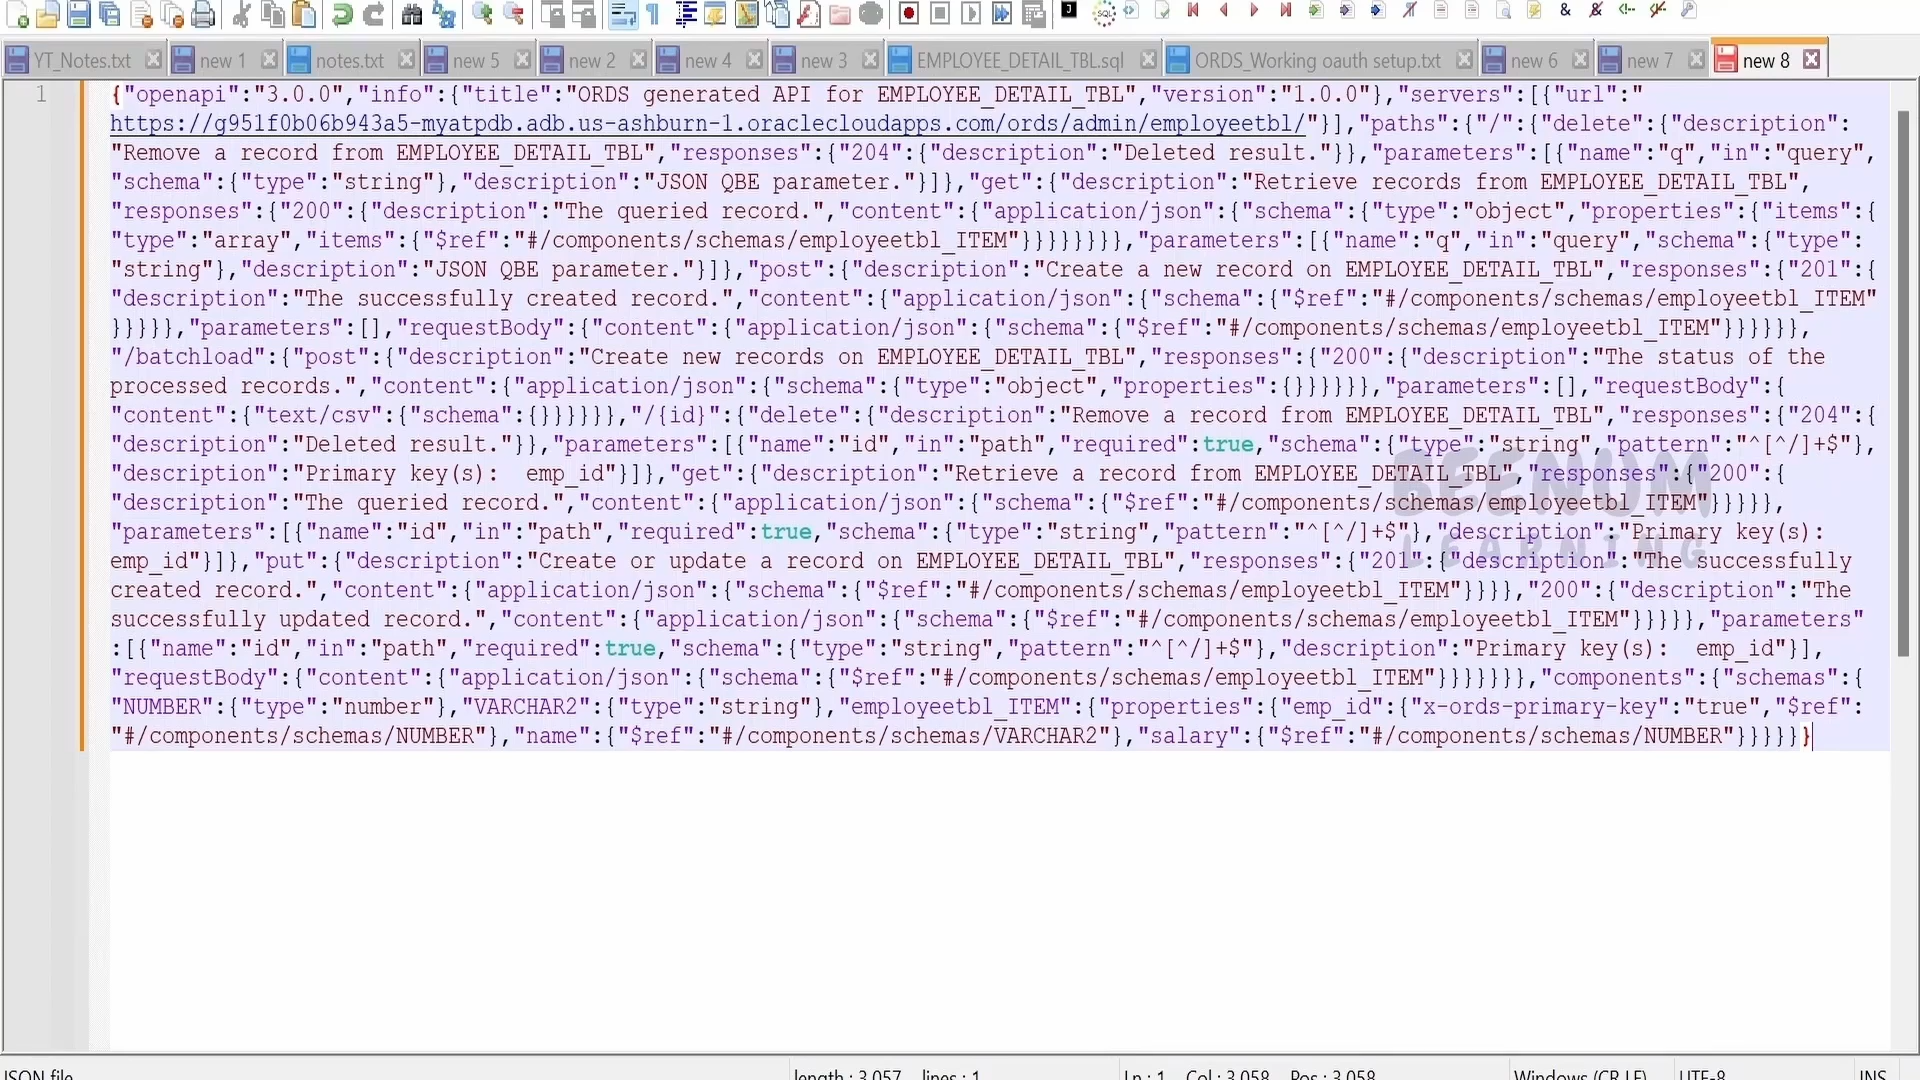 YT_Notes.txt new 1 notes.txt new 5 new 2 new 4 new 3 EMPLOYEE_DETAIL_TBL.sql ORDS_Working oauth setup.txt new 6 new 7 new 8
1
{"openapi":"3.0.0","info":{"title":"ORDS generated API for EMPLOYEE_DETAIL_TBL","version":"1.0.0"},"servers":[{"url":"
https://g951f0b06b943a5-myatpdb.adb.us-ashburn-1.oraclecloudapps.com/ords/admin/employeetbl/"}],"paths":{"/":{"delete":{"description":
"Remove a record from EMPLOYEE_DETAIL_TBL","responses":{"204":{"description":"Deleted result."}},"parameters":[{"name":"q","in":"query",
"schema":{"type":"string"},"description":"JSON QBE parameter."}]},"get":{"description":"Retrieve records from EMPLOYEE_DETAIL_TBL",
"responses":{"200":{"description":"The queried record.","content":{"application/json":{"schema":{"type":"object","properties":{"items":{
"type":"array","items":{"$ref":"#/components/schemas/employeetbl_ITEM"}}}}}}}},"parameters":[{"name":"q","in":"query","schema":{"type":
"string"},"description":"JSON QBE parameter."}]},"post":{"description":"Create a new record on EMPLOYEE_DETAIL_TBL","responses":{"201":{
"description":"The successfully created record.","content":{"application/json":{"schema":{"$ref":"#/components/schemas/employeetbl_ITEM"
}}}}},"parameters":[],"requestBody":{"content":{"application/json":{"schema":{"$ref":"#/components/schemas/employeetbl_ITEM"}}}}}},
"/batchload":{"post":{"description":"Create new records on EMPLOYEE_DETAIL_TBL","responses":{"200":{"description":"The status of the
processed records.","content":{"application/json":{"schema":{"type":"object","properties":{}}}}}},"parameters":[],"requestBody":{
"content":{"text/csv":{"schema":{}}}}}},"/{id}":{"delete":{"description":"Remove a record from EMPLOYEE_DETAIL_TBL","responses":{"204":{
"description":"Deleted result."}},"parameters":[{"name":"id","in":"path","required":true,"schema":{"type":"string","pattern":"^[^/]+$"},
"description":"Primary key(s):  emp_id"}]},"get":{"description":"Retrieve a record from EMPLOYEE_DETAIL_TBL","responses":{"200":{
"description":"The queried record.","content":{"application/json":{"schema":{"$ref":"#/components/schemas/employeetbl_ITEM"}}}}},
"parameters":[{"name":"id","in":"path","required":true,"schema":{"type":"string","pattern":"^[^/]+$"},"description":"Primary key(s):
emp_id"}]},"put":{"description":"Create or update a record on EMPLOYEE_DETAIL_TBL","responses":{"201":{"description":"The successfully
created record.","content":{"application/json":{"schema":{"$ref":"#/components/schemas/employeetbl_ITEM"}}}},"200":{"description":"The
successfully updated record.","content":{"application/json":{"schema":{"$ref":"#/components/schemas/employeetbl_ITEM"}}}}},"parameters"
:[{"name":"id","in":"path","required":true,"schema":{"type":"string","pattern":"^[^/]+$"},"description":"Primary key(s):  emp_id"}],
"requestBody":{"content":{"application/json":{"schema":{"$ref":"#/components/schemas/employeetbl_ITEM"}}}}}}},"components":{"schemas":{
"NUMBER":{"type":"number"},"VARCHAR2":{"type":"string"},"employeetbl_ITEM":{"properties":{"emp_id":{"x-ords-primary-key":"true","$ref":
"#/components/schemas/NUMBER"},"name":{"$ref":"#/components/schemas/VARCHAR2"},"salary":{"$ref":"#/components/schemas/NUMBER"}}}}}}
BEENUM
LEARNING
JSON file length : 3,057 lines : 1 Ln : 1 Col : 3,058 Pos : 3,058 Windows (CR LF) UTF-8 INS